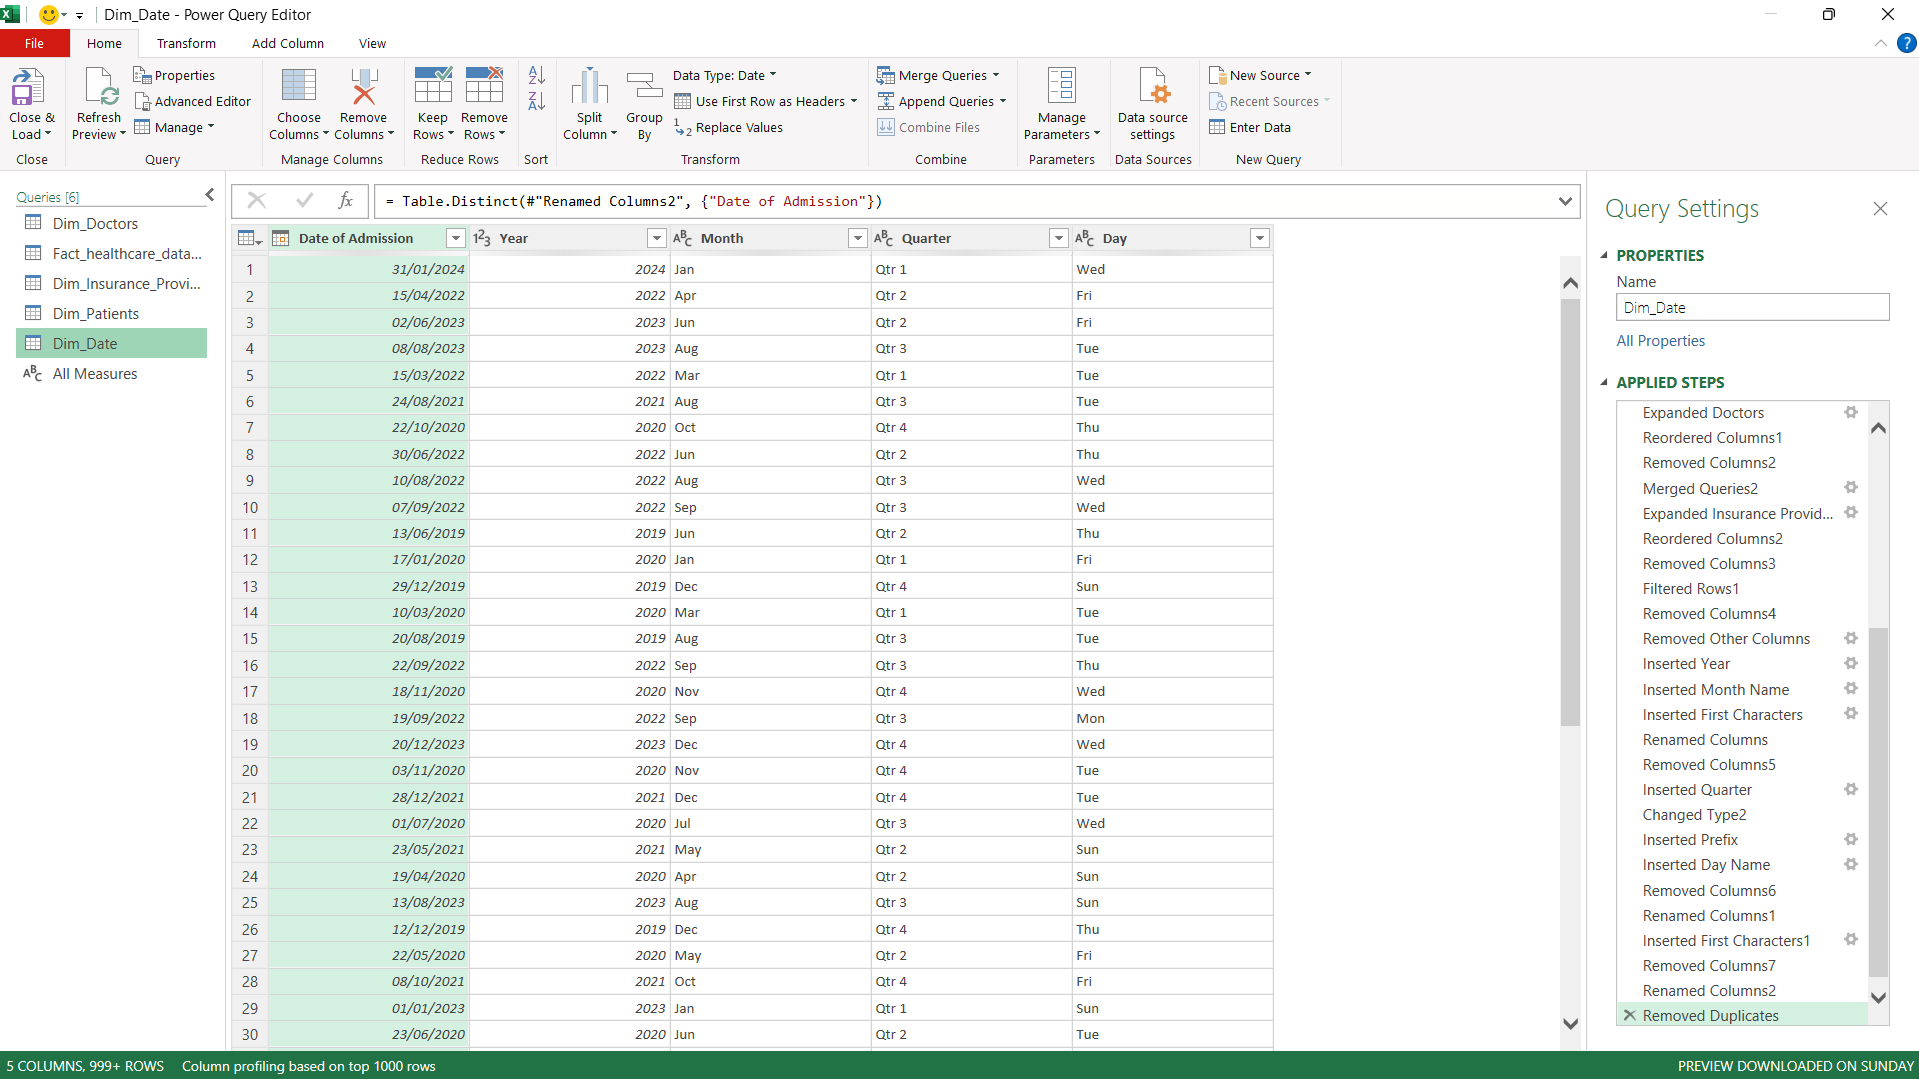 Dim_Date - Power Query Editor
File Home Transform Add Column View
Close & Load
Close
Refresh Preview
Properties
Advanced Editor
Manage
Query
Choose Columns
Remove Columns
Manage Columns
Keep Rows
Remove Rows
Reduce Rows
Sort
Split Column
Group By
Data Type: Date
Use First Row as Headers
Replace Values
Transform
Merge Queries
Append Queries
Combine Files
Combine
Manage Parameters
Parameters
Data source settings
Data Sources
New Source
Recent Sources
Enter Data
New Query
Queries [6]
Dim_Doctors
Fact_healthcare_data...
Dim_Insurance_Provi...
Dim_Patients
Dim_Date
All Measures
= Table.Distinct(#"Renamed Columns2", {"Date of Admission"})
Date of Admission Year Month Quarter Day
1 31/01/2024 2024 Jan Qtr 1 Wed
2 15/04/2022 2022 Apr Qtr 2 Fri
3 02/06/2023 2023 Jun Qtr 2 Fri
4 08/08/2023 2023 Aug Qtr 3 Tue
5 15/03/2022 2022 Mar Qtr 1 Tue
6 24/08/2021 2021 Aug Qtr 3 Tue
7 22/10/2020 2020 Oct Qtr 4 Thu
8 30/06/2022 2022 Jun Qtr 2 Thu
9 10/08/2022 2022 Aug Qtr 3 Wed
10 07/09/2022 2022 Sep Qtr 3 Wed
11 13/06/2019 2019 Jun Qtr 2 Thu
12 17/01/2020 2020 Jan Qtr 1 Fri
13 29/12/2019 2019 Dec Qtr 4 Sun
14 10/03/2020 2020 Mar Qtr 1 Tue
15 20/08/2019 2019 Aug Qtr 3 Tue
16 22/09/2022 2022 Sep Qtr 3 Thu
17 18/11/2020 2020 Nov Qtr 4 Wed
18 19/09/2022 2022 Sep Qtr 3 Mon
19 20/12/2023 2023 Dec Qtr 4 Wed
20 03/11/2020 2020 Nov Qtr 4 Tue
21 28/12/2021 2021 Dec Qtr 4 Tue
22 01/07/2020 2020 Jul Qtr 3 Wed
23 23/05/2021 2021 May Qtr 2 Sun
24 19/04/2020 2020 Apr Qtr 2 Sun
25 13/08/2023 2023 Aug Qtr 3 Sun
26 12/12/2019 2019 Dec Qtr 4 Thu
27 22/05/2020 2020 May Qtr 2 Fri
28 08/10/2021 2021 Oct Qtr 4 Fri
29 01/01/2023 2023 Jan Qtr 1 Sun
30 23/06/2020 2020 Jun Qtr 2 Tue
Query Settings
PROPERTIES
Name
Dim_Date
All Properties
APPLIED STEPS
Expanded Doctors
Reordered Columns1
Removed Columns2
Merged Queries2
Expanded Insurance Provid...
Reordered Columns2
Removed Columns3
Filtered Rows1
Removed Columns4
Removed Other Columns
Inserted Year
Inserted Month Name
Inserted First Characters
Renamed Columns
Removed Columns5
Inserted Quarter
Changed Type2
Inserted Prefix
Inserted Day Name
Removed Columns6
Renamed Columns1
Inserted First Characters1
Removed Columns7
Renamed Columns2
Removed Duplicates
5 COLUMNS, 999+ ROWS Column profiling based on top 1000 rows
PREVIEW DOWNLOADED ON SUNDAY